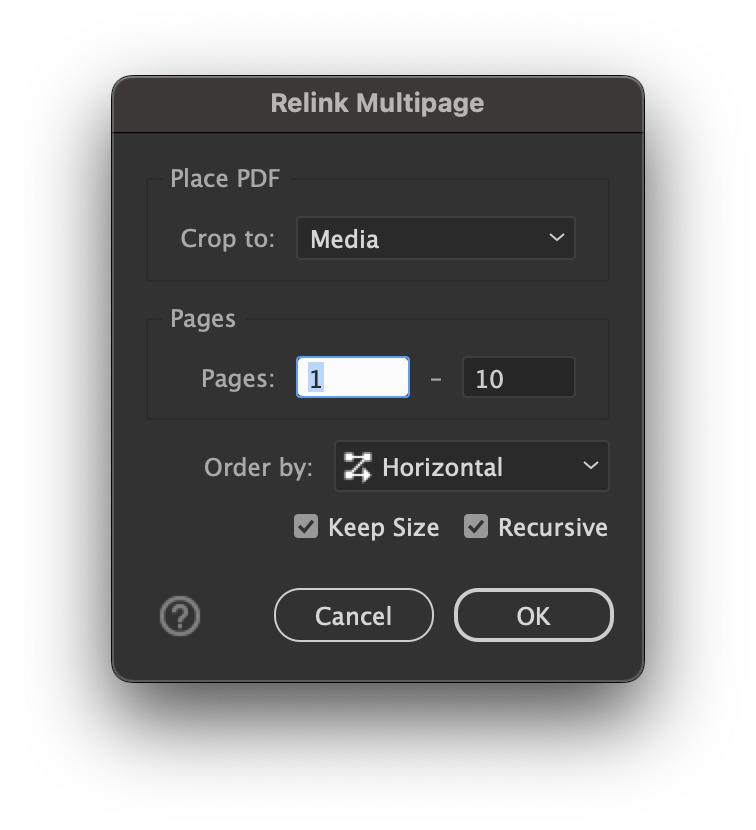 Relink Multipage
Place PDF
Crop to: Media
Pages
Pages: 1 – 10
Order by: Horizontal
Keep Size Recursive
? Cancel OK